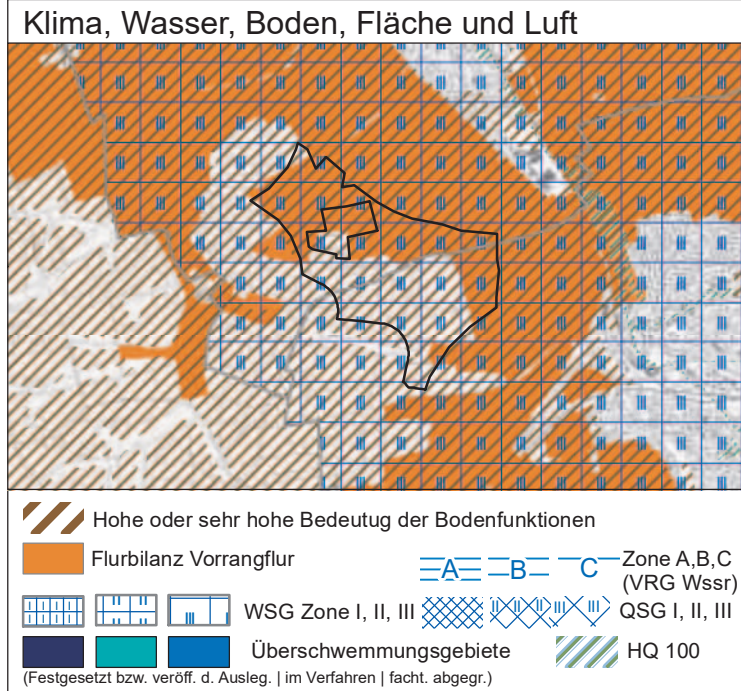 Klima, Wasser, Boden, Fläche und Luft
Hohe oder sehr hohe Bedeutug der Bodenfunktionen
Flurbilanz Vorrangflur
A B C Zone A,B,C
(VRG Wssr)
WSG Zone I, II, III
QSG I, II, III
Überschwemmungsgebiete
HQ 100
(Festgesetzt bzw. veröff. d. Ausleg. | im Verfahren | facht. abgegr.)